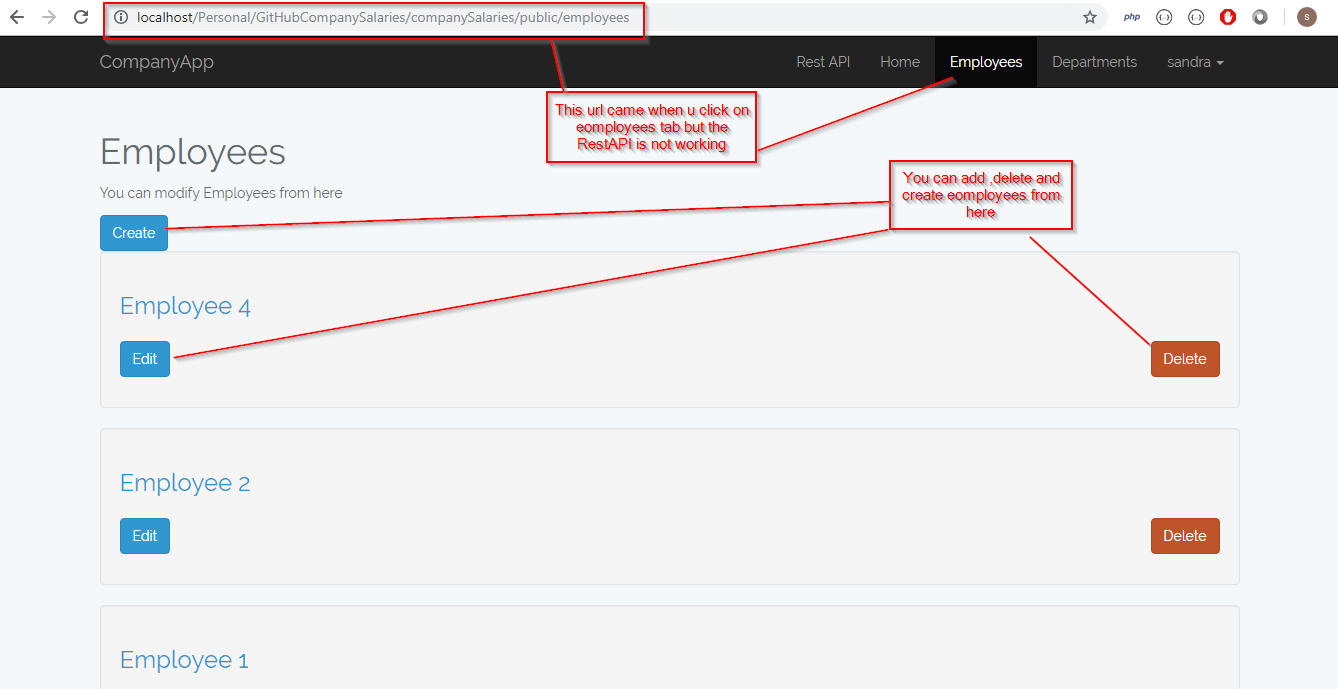 localhost/Personal/GitHubCompanySalaries/companySalaries/public/employees
php
s
CompanyApp
Rest API
Home
Employees
Departments
sandra
This url came when u click on
eomployees tab but the
RestAPI is not working
Employees
You can modify Employees from here
You can add ,delete and
create eomployees from
here
Create
Employee 4
Edit
Delete
Employee 2
Edit
Delete
Employee 1